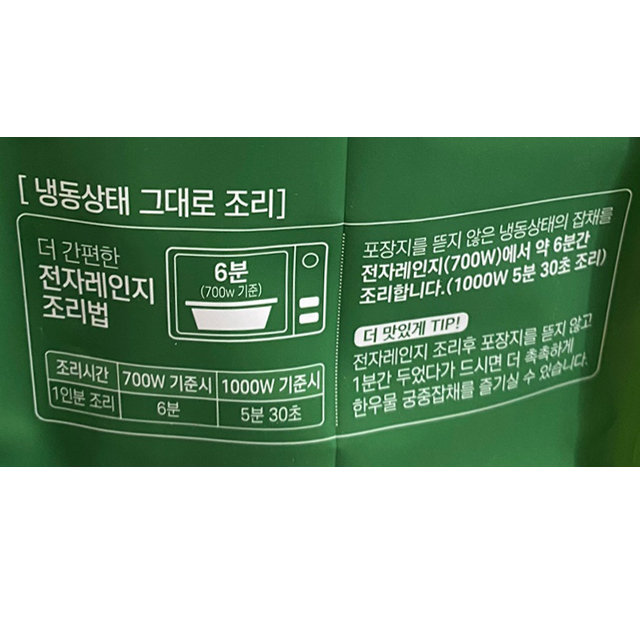 [ 냉동상태 그대로 조리]
더 간편한
전자레인지
조리법
6분
(700w 기준)
조리시간 700W 기준시 1000W 기준시
1인분 조리 6분 5분 30초
포장지를 뜯지 않은 냉동상태의 잡채를
전자레인지(700W)에서 약 6분간
조리합니다.(1000W 5분 30초 조리)
더 맛있게 TIP!
전자레인지 조리후 포장지를 뜯지 않고
1분간 두었다가 드시면 더 촉촉하게
한우물 궁중잡채를 즐기실 수 있습니다.